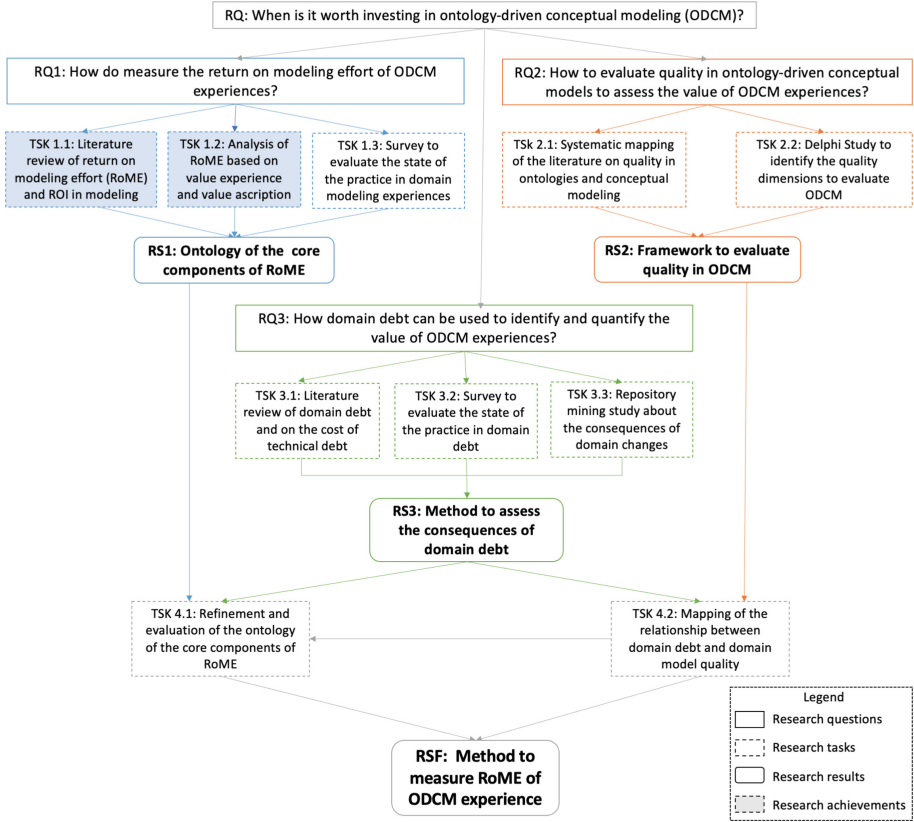 RQ: When is it worth investing in ontology-driven conceptual modeling (ODCM)?
RQ1: How do measure the return on modeling effort of ODCM
experiences?
RQ2: How to evaluate quality in ontology-driven conceptual
models to assess the value of ODCM experiences?
TSK 1.1: Literature
review of return on
modeling effort (RoME)
and ROI in modeling
TSK 1.2: Analysis of
RoME based on
value experience
and value ascription
TSK 1.3: Survey to
evaluate the state of
the practice in domain
modeling experiences
TSK 2.1: Systematic mapping
of the literature on quality in
ontologies and conceptual
modeling
TSK 2.2: Delphi Study to
identify the quality
dimensions to evaluate
ODCM
RS1: Ontology of the core
components of RoME
RS2: Framework to evaluate
quality in ODCM
RQ3: How domain debt can be used to identify and quantify the
value of ODCM experiences?
TSK 3.1: Literature
review of domain debt
and on the cost of
technical debt
TSK 3.2: Survey to
evaluate the state of
the practice in domain
debt
TSK 3.3: Repository
mining study about the
consequences of
domain changes
RS3: Method to assess
the consequences of
domain debt
TSK 4.1: Refinement and
evaluation of the ontology
of the core components of
RoME
TSK 4.2: Mapping of the
relationship between
domain debt and domain
model quality
RSF: Method to
measure RoME of
ODCM experience
Legend
Research questions
Research tasks
Research results
Research achievements